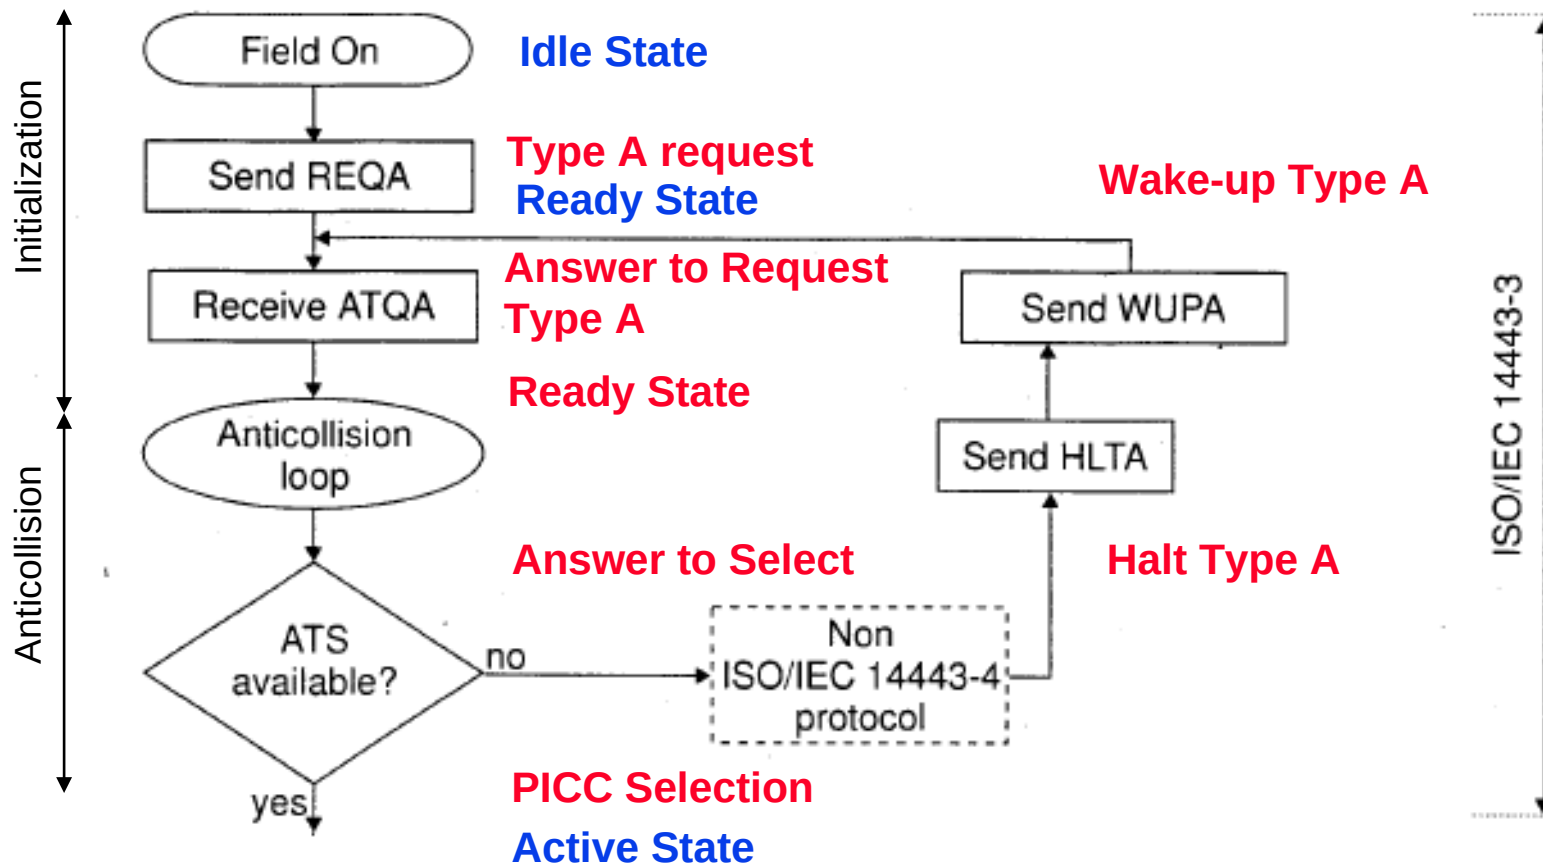 Field On
Idle State
Initialization
Send REQA
Type A request
Ready State
Wake-up Type A
Receive ATQA
Answer to Request
Type A
Send WUPA
Ready State
Anticollision
loop
Send HLTA
ISO/IEC 14443-3
Anticollision
Answer to Select
Halt Type A
ATS
available?
no
Non
ISO/IEC 14443-4
protocol
yes
PICC Selection
Active State